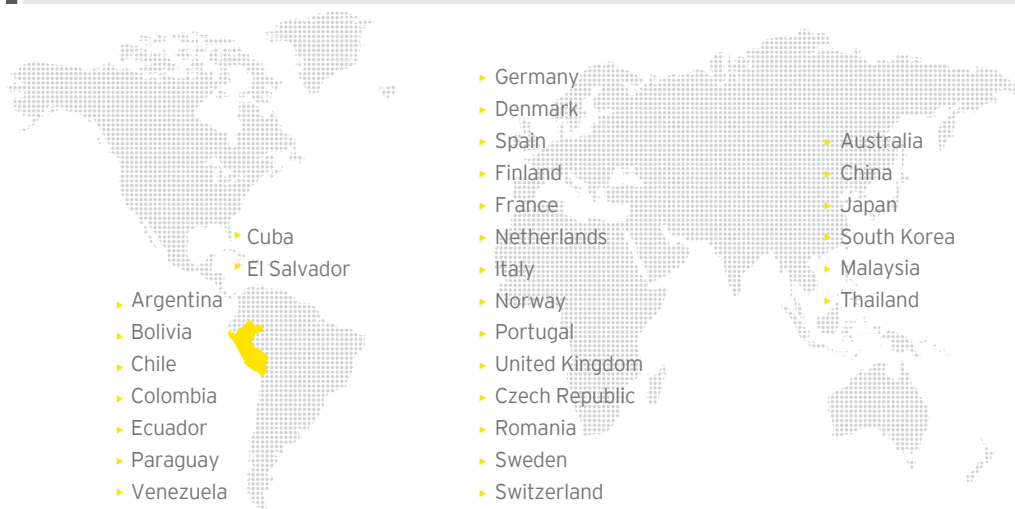 Cuba
El Salvador
Argentina
Bolivia
Chile
Colombia
Ecuador
Paraguay
Venezuela
Germany
Denmark
Spain
Finland
France
Netherlands
Italy
Norway
Portugal
United Kingdom
Czech Republic
Romania
Sweden
Switzerland
Australia
China
Japan
South Korea
Malaysia
Thailand